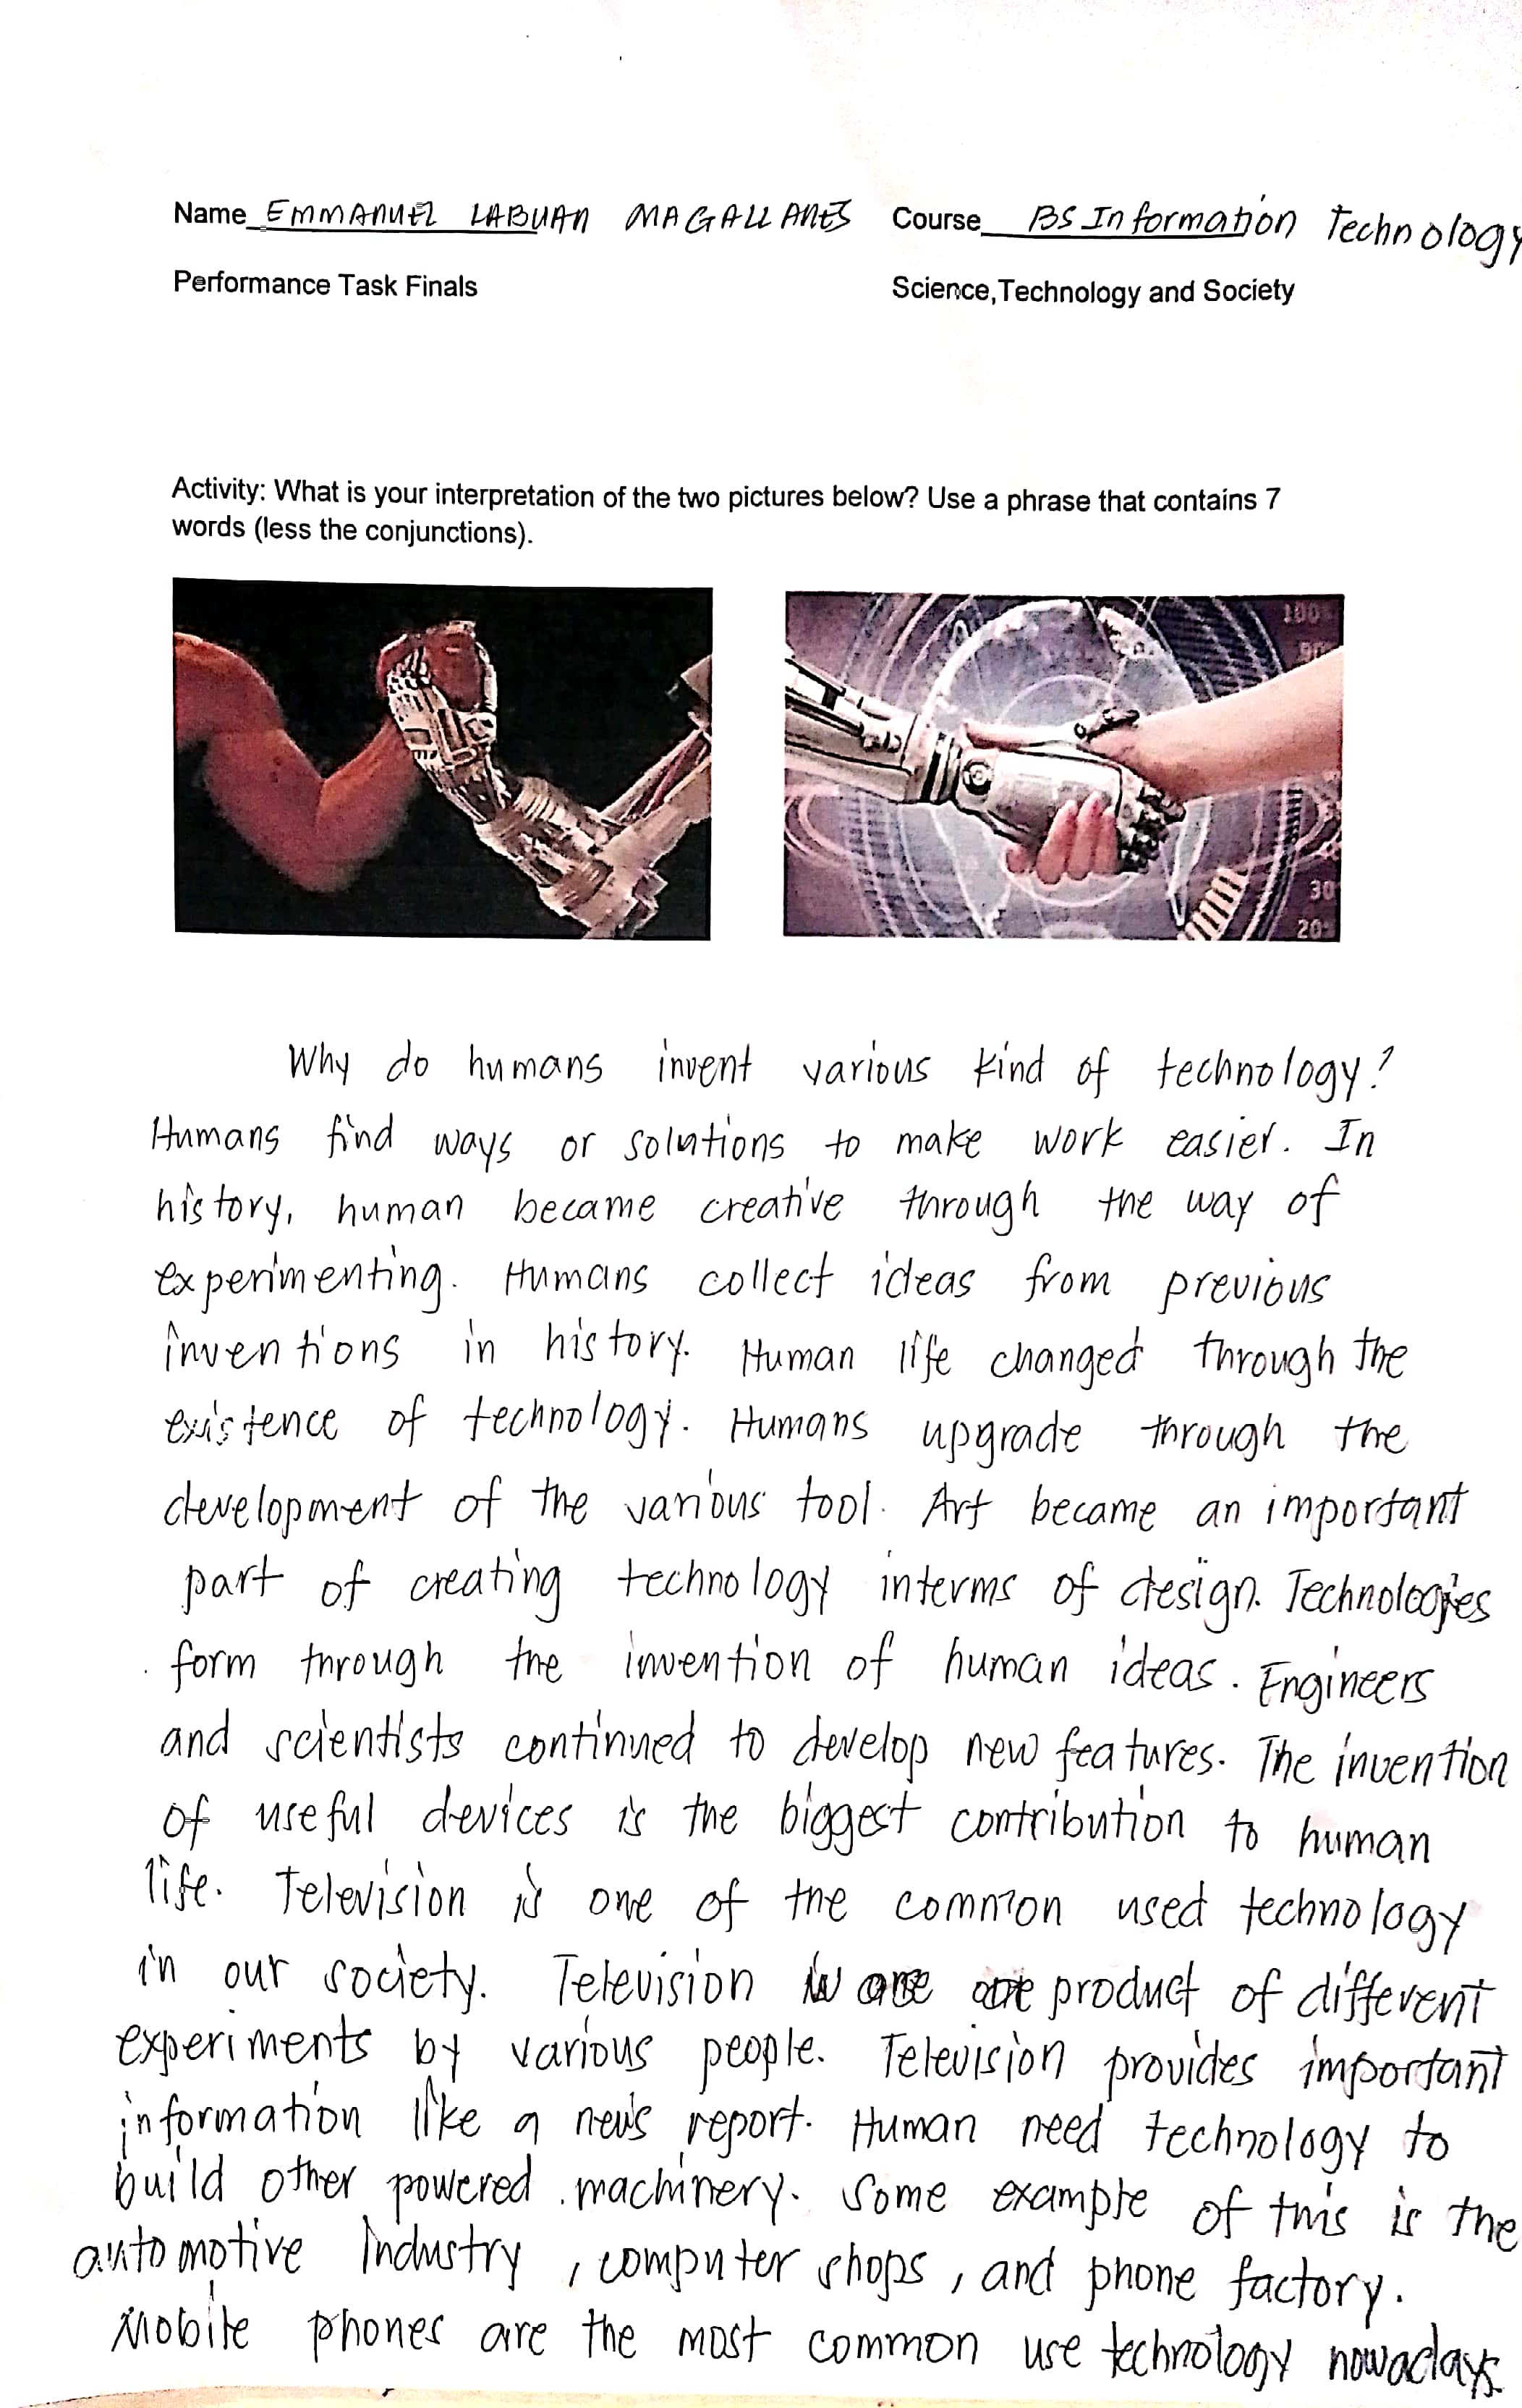 Name EMMANUEL LABUAN MAGALLANES Course BS Information Technology
Performance Task Finals Science,Technology and Society
Activity: What is your interpretation of the two pictures below? Use a phrase that contains 7
words (less the conjunctions).
100
90
30
20
Why do humans invent various kind of technology?
Humans find ways or solutions to make work easier. In
history, human became creative through the way of
experimenting. Humans collect ideas from previous
inventions in history. Human life changed through the
existence of technology. Humans upgrade through the
development of the various tool. Art became an important
part of creating technology interms of design. Technologies
form through the invention of human ideas. Engineers
and scientists continued to develop new features. The invention
of useful devices is the biggest contribution to human
life. Television is one of the common used technology
in our society. Television are product of different
experiments by various people. Television provides important
information like a news report. Human need technology to
build other powered machinery. Some example of this is the
automotive Industry, computer shops, and phone factory.
Mobile phones are the most common use technology nowadays.